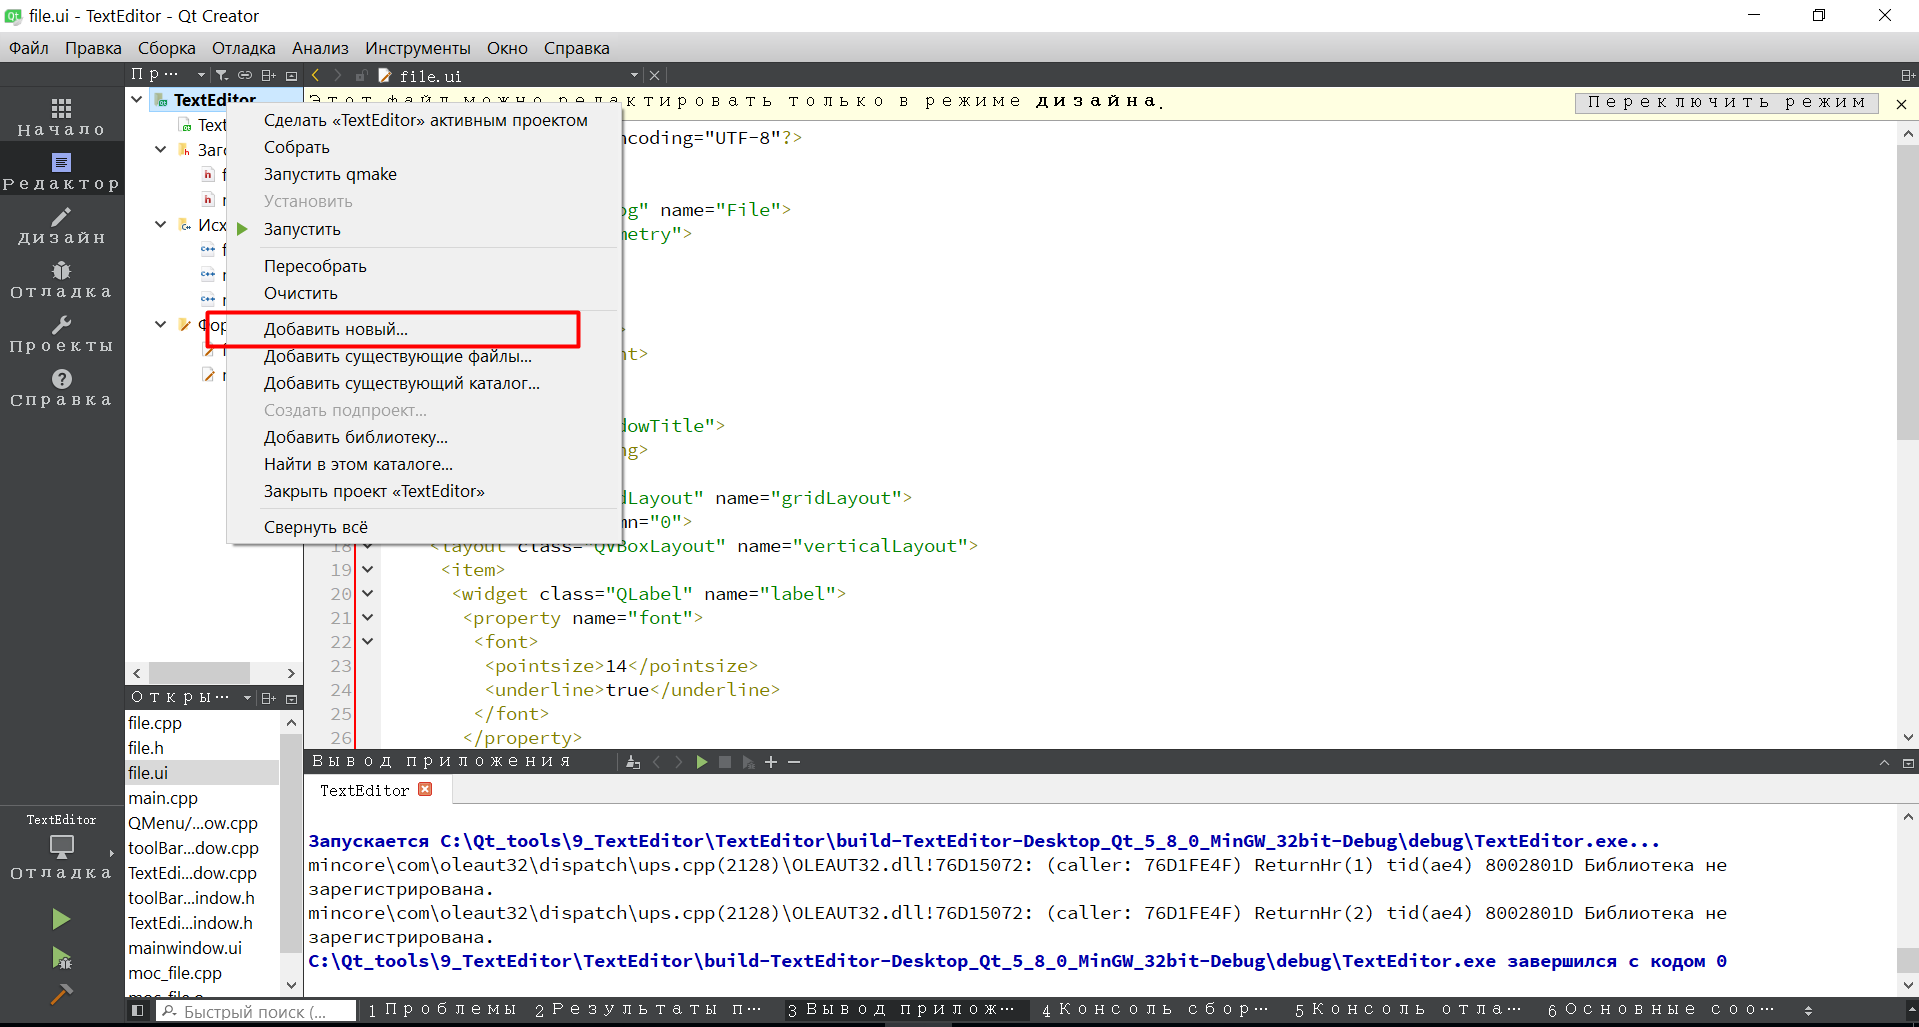 file.ui - TextEditor - Qt Creator
Файл Правка Сборка Отладка Анализ Инструменты Окно Справка
Пр··· file.ui
TextEditor
Этот файл можно редактировать только в режиме дизайна.
Переключить режим
Начало
Редактор
Дизайн
Отладка
Проекты
Справка
Text
Заг
Исх
Фор
Сделать «TextEditor» активным проектом
Собрать
Запустить qmake
Установить
Запустить
Пересобрать
Очистить
Добавить новый...
Добавить существующие файлы...
Добавить существующий каталог...
Создать подпроект...
Добавить библиотеку...
Найти в этом каталоге...
Закрыть проект «TextEditor»
Свернуть всё
ncoding="UTF-8"?>
og" name="File">
metry">
>
nt>
dowTitle">
ng>
dLayout" name="gridLayout">
mn="0">
18 <layout class="QVBoxLayout" name="verticalLayout">
19 <item>
20 <widget class="QLabel" name="label">
21 <property name="font">
22 <font>
23 <pointsize>14</pointsize>
24 <underline>true</underline>
25 </font>
26 </property>
Откры···
file.cpp
file.h
file.ui
main.cpp
QMenu/...ow.cpp
toolBar...dow.cpp
TextEdi...dow.cpp
toolBar...indow.h
TextEdi...indow.h
mainwindow.ui
moc_file.cpp
TextEditor
Отладка
Вывод приложения
TextEditor
Запускается C:\Qt_tools\9_TextEditor\TextEditor\build-TextEditor-Desktop_Qt_5_8_0_MinGW_32bit-Debug\debug\TextEditor.exe...
mincore\com\oleaut32\dispatch\ups.cpp(2128)\OLEAUT32.dll!76D15072: (caller: 76D1FE4F) ReturnHr(1) tid(ae4) 8002801D Библиотека не
зарегистрирована.
mincore\com\oleaut32\dispatch\ups.cpp(2128)\OLEAUT32.dll!76D15072: (caller: 76D1FE4F) ReturnHr(2) tid(ae4) 8002801D Библиотека не
зарегистрирована.
C:\Qt_tools\9_TextEditor\TextEditor\build-TextEditor-Desktop_Qt_5_8_0_MinGW_32bit-Debug\debug\TextEditor.exe завершился с кодом 0
Быстрый поиск (... 1 Проблемы 2 Результаты п··· 3 Вывод прилож··· 4 Консоль сбор··· 5 Консоль отла··· 6 Основные соо···